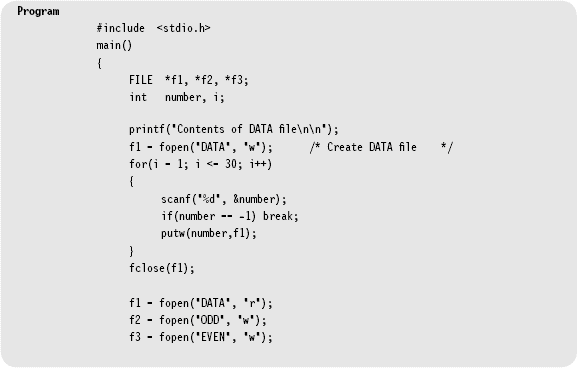 Program
#include <stdio.h>
main()
{
FILE *f1, *f2, *f3;
int number, i;
printf("Contents of DATA file\n\n");
f1 = fopen("DATA", "w"); /* Create DATA file */
for(i = 1; i <= 30; i++)
{
scanf("%d", &number);
if(number == -1) break;
putw(number,f1);
}
fclose(f1);
f1 = fopen("DATA", "r");
f2 = fopen("ODD", "w");
f3 = fopen("EVEN", "w");